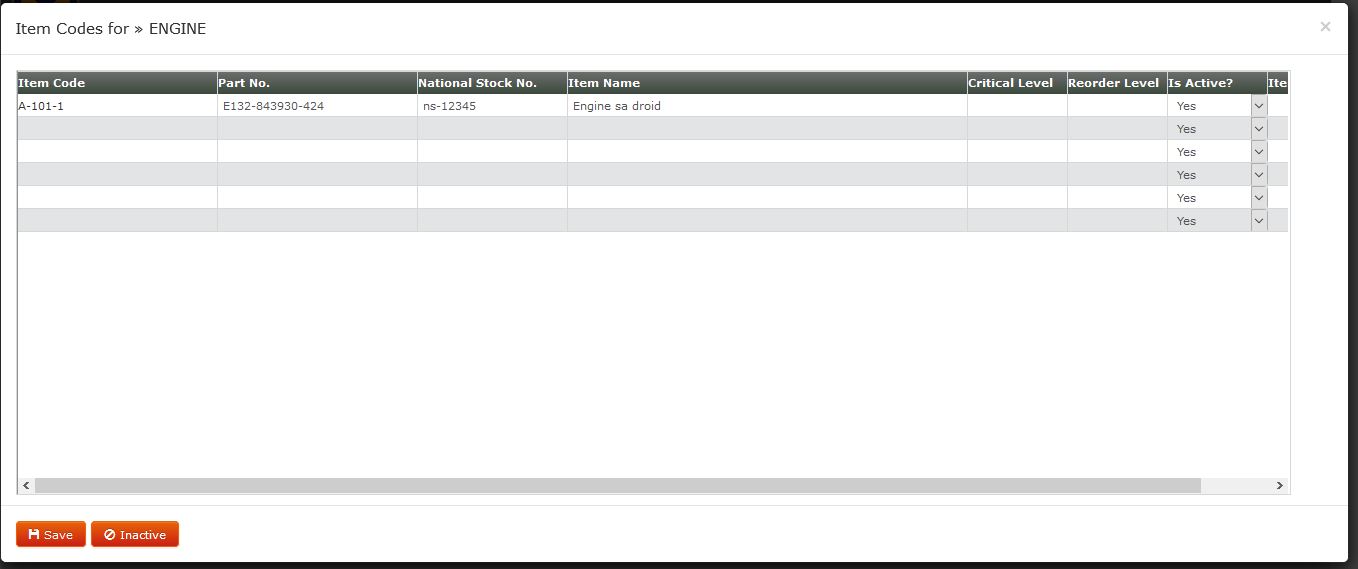 Item Codes for » ENGINE
×
Item Code Part No. National Stock No. Item Name Critical Level Reorder Level Is Active? Ite
A-101-1 E132-843930-424 ns-12345 Engine sa droid Yes
Yes
Yes
Yes
Yes
Yes
Save Inactive